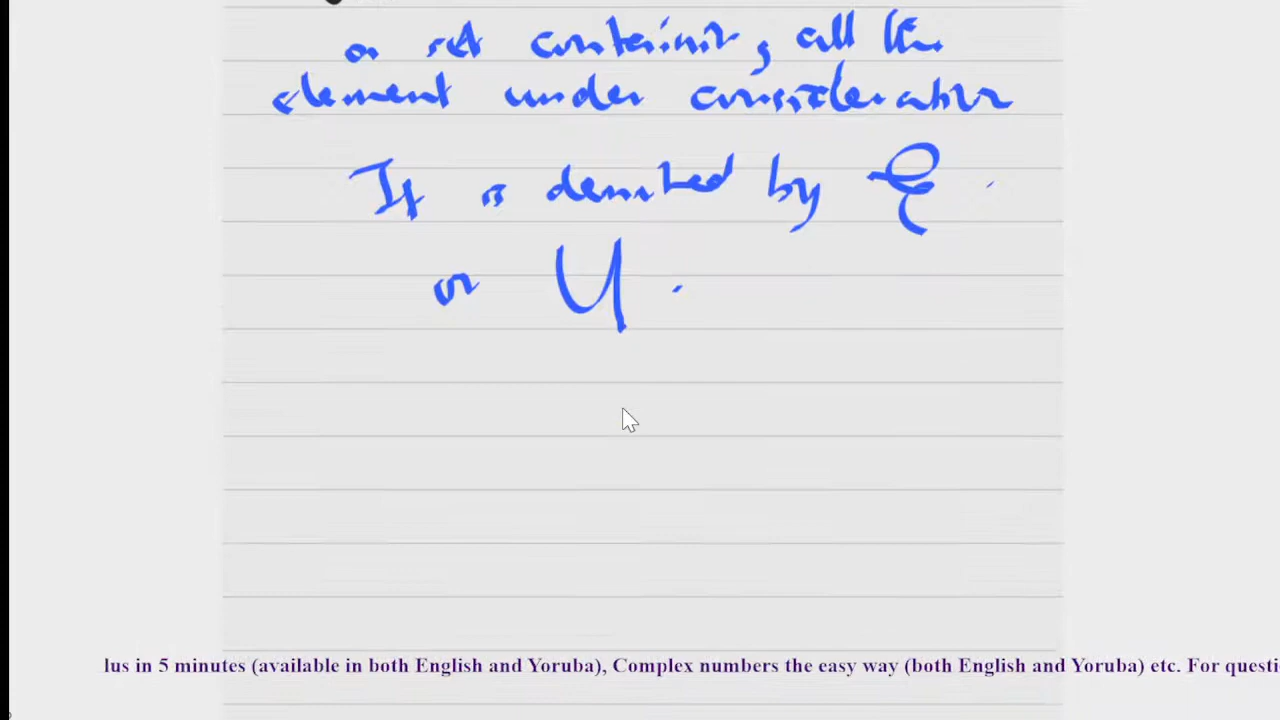 a set containing all the
element under consideration
It is denoted by ξ.
or U.
lus in 5 minutes (available in both English and Yoruba), Complex numbers the easy way (both English and Yoruba) etc. For questi